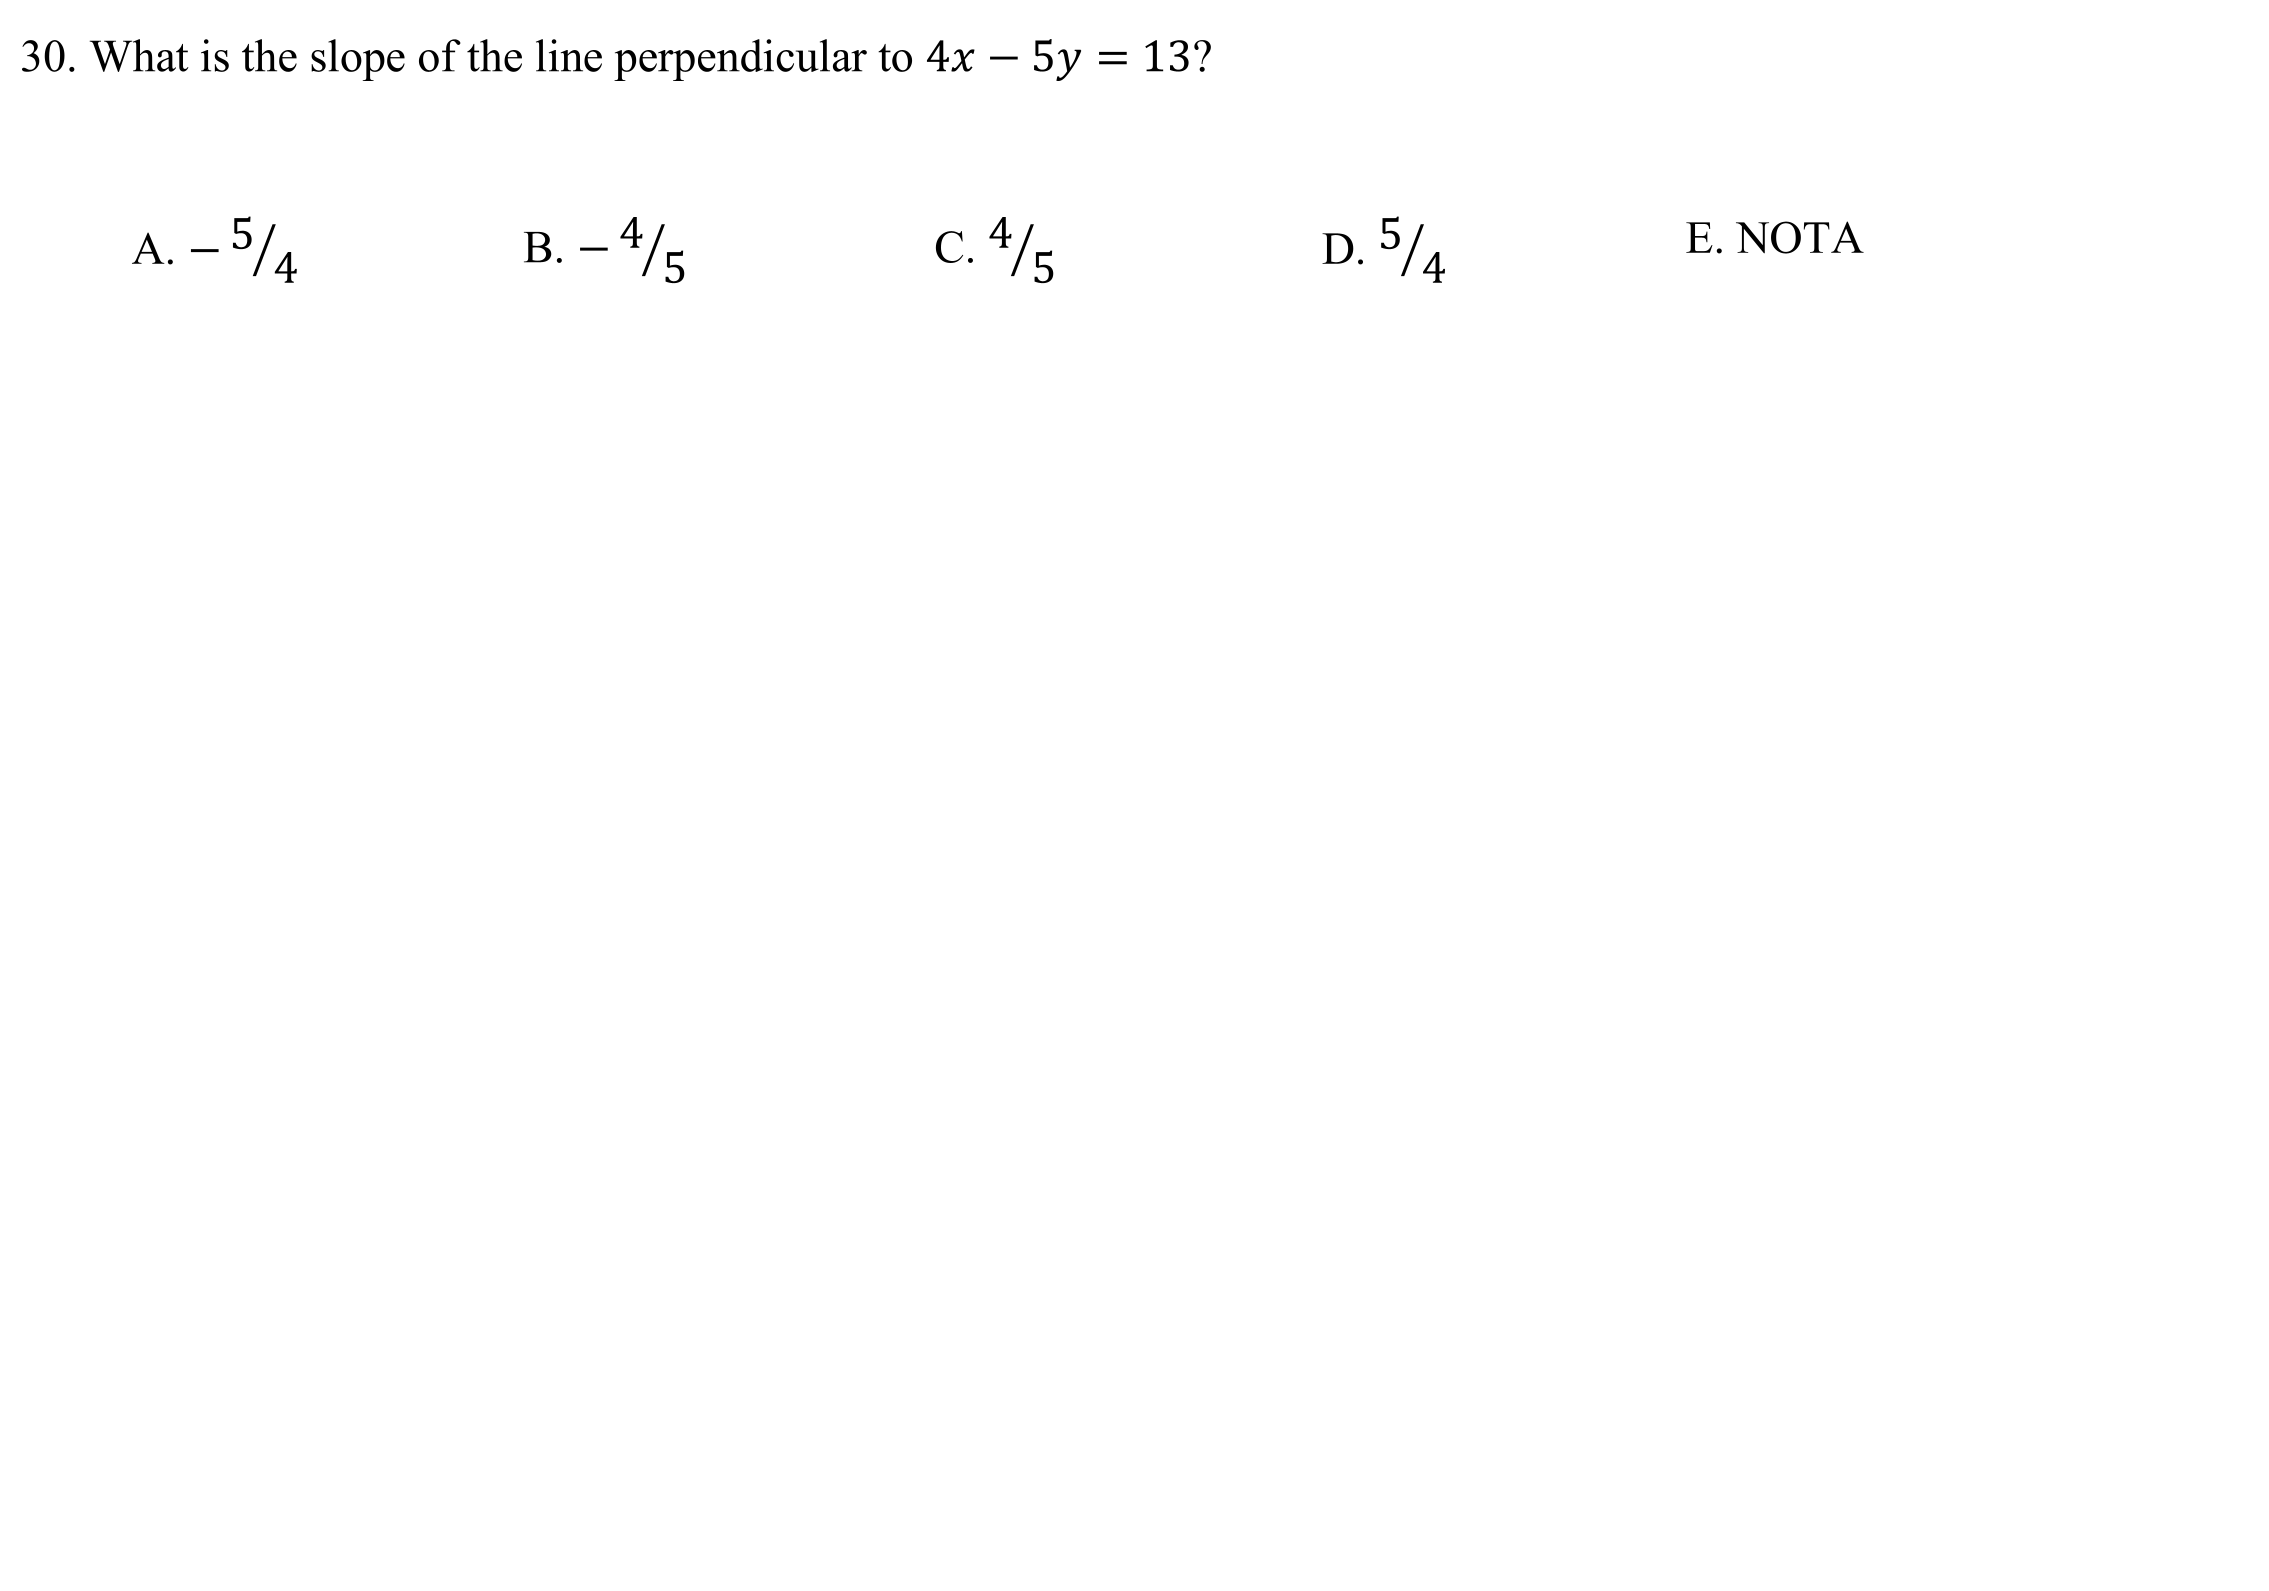 30. What is the slope of the line perpendicular to 4x − 5y = 13?
A. − 5/4 B. − 4/5 C. 4/5 D. 5/4 E. NOTA